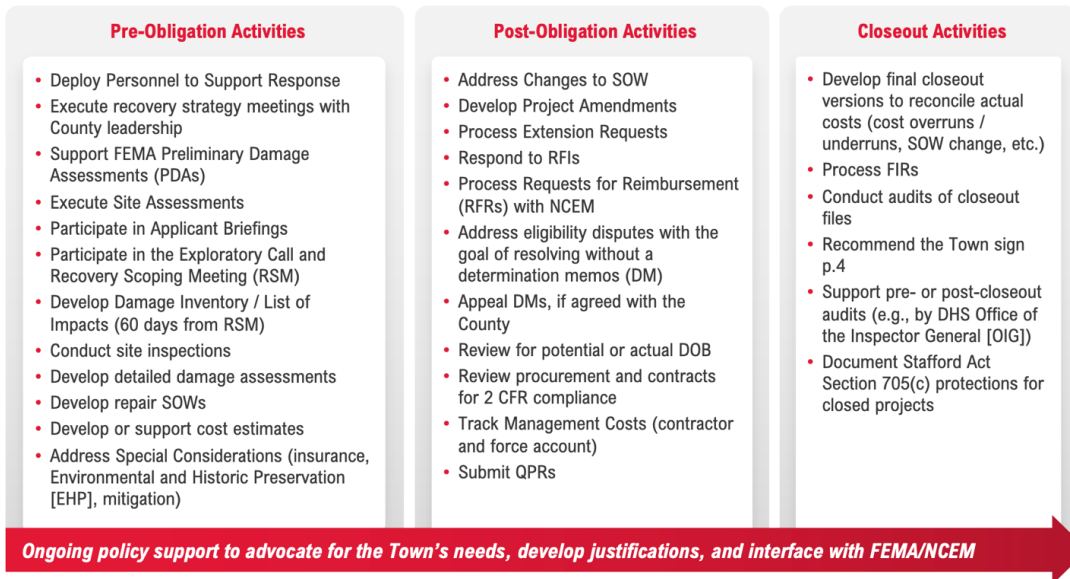 Pre-Obligation Activities
• Deploy Personnel to Support Response
• Execute recovery strategy meetings with
County leadership
• Support FEMA Preliminary Damage
Assessments (PDAs)
• Execute Site Assessments
• Participate in Applicant Briefings
• Participate in the Exploratory Call and
Recovery Scoping Meeting (RSM)
• Develop Damage Inventory / List of
Impacts (60 days from RSM)
• Conduct site inspections
• Develop detailed damage assessments
• Develop repair SOWs
• Develop or support cost estimates
• Address Special Considerations (insurance,
Environmental and Historic Preservation
[EHP], mitigation)
Post-Obligation Activities
• Address Changes to SOW
• Develop Project Amendments
• Process Extension Requests
• Respond to RFIs
• Process Requests for Reimbursement
(RFRs) with NCEM
• Address eligibility disputes with the
goal of resolving without a
determination memos (DM)
• Appeal DMs, if agreed with the
County
• Review for potential or actual DOB
• Review procurement and contracts
for 2 CFR compliance
• Track Management Costs (contractor
and force account)
• Submit QPRs
Closeout Activities
• Develop final closeout
versions to reconcile actual
costs (cost overruns /
underruns, SOW change, etc.)
• Process FIRs
• Conduct audits of closeout
files
• Recommend the Town sign
p.4
• Support pre- or post-closeout
audits (e.g., by DHS Office of
the Inspector General [OIG])
• Document Stafford Act
Section 705(c) protections for
closed projects
Ongoing policy support to advocate for the Town's needs, develop justifications, and interface with FEMA/NCEM